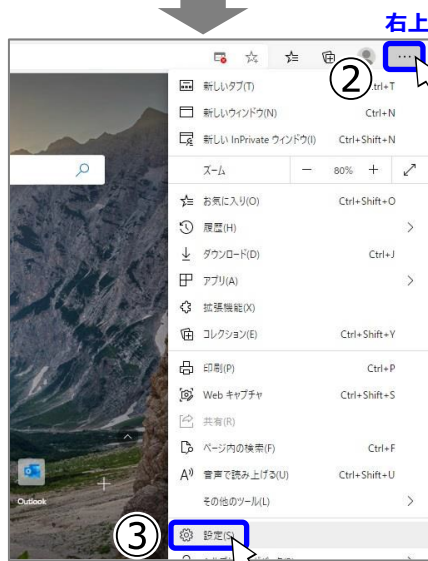 右上
②
新しいタブ(T)
新しいウィンドウ(N) Ctrl+N
新しい InPrivate ウィンドウ(I) Ctrl+Shift+N
ズーム − 80% +
お気に入り(O) Ctrl+Shift+O
履歴(H)
ダウンロード(D) Ctrl+J
アプリ(A)
拡張機能(X)
コレクション(E) Ctrl+Shift+Y
印刷(P) Ctrl+P
Web キャプチャ Ctrl+Shift+S
共有(R)
ページ内の検索(F) Ctrl+F
音声で読み上げる(U) Ctrl+Shift+U
Outlook
その他のツール(L)
③ 設定(S)